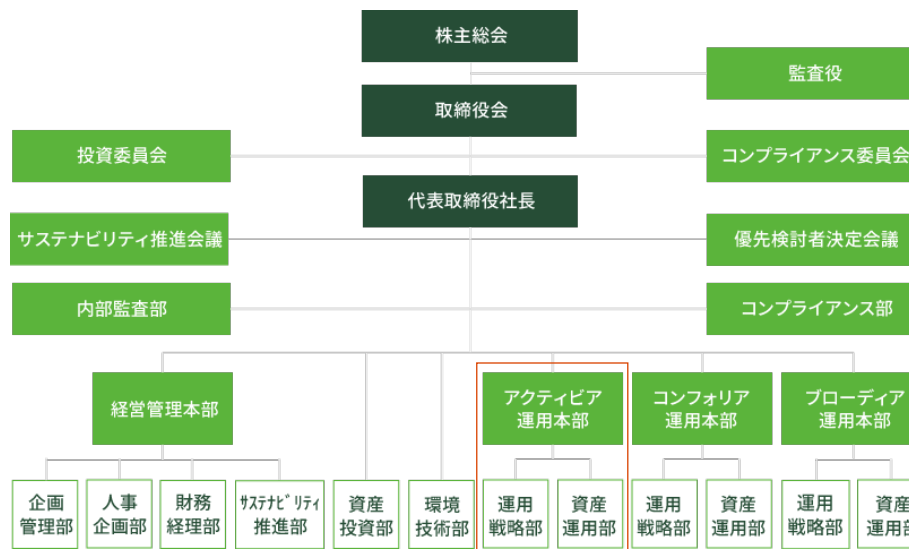 株主総会
監査役
取締役会
投資委員会
コンプライアンス委員会
代表取締役社長
サステナビリティ推進会議
優先検討者決定会議
内部監査部
コンプライアンス部
経営管理本部
アクティビア
運用本部
コンフォリア
運用本部
ブローディア
運用本部
企画
管理部
人事
企画部
財務
経理部
ｻｽﾃﾅﾋﾞﾘﾃｨ
推進部
資産
投資部
環境
技術部
運用
戦略部
資産
運用部
運用
戦略部
資産
運用部
運用
戦略部
資産
運用部